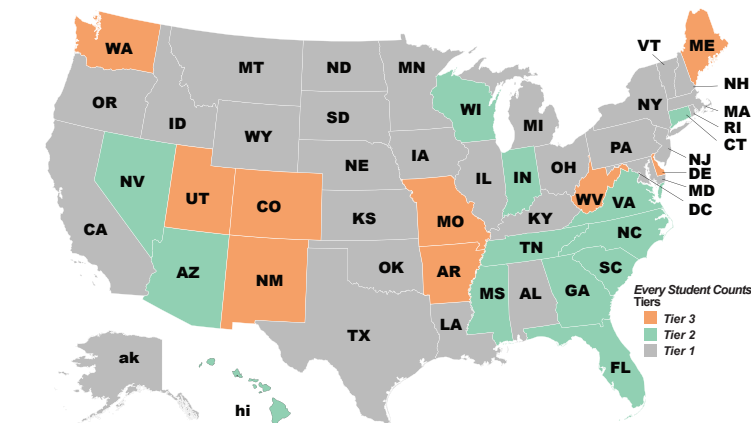 WA
MT
ND
MN
VT
ME
OR
ID
SD
WI
NY
NH
MA
RI
CT
WY
MI
IA
NE
PA
NJ
DE
MD
DC
NV
UT
CO
IL
IN
OH
WV
VA
CA
KS
MO
KY
NC
TN
AZ
NM
OK
AR
SC
MS
AL
GA
TX
LA
FL
ak
hi
Every Student Counts
Tiers
Tier 3
Tier 2
Tier 1